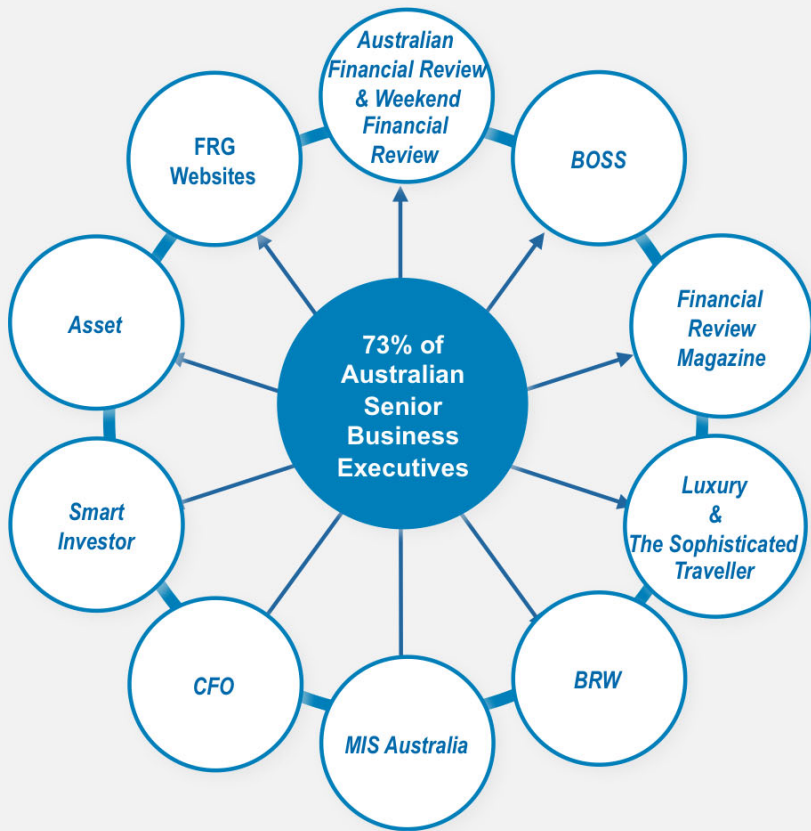 Australian
Financial Review
& Weekend
Financial
Review
BOSS
Financial
Review
Magazine
Luxury
&
The Sophisticated
Traveller
BRW
MIS Australia
CFO
Smart
Investor
Asset
FRG
Websites
73% of
Australian
Senior
Business
Executives